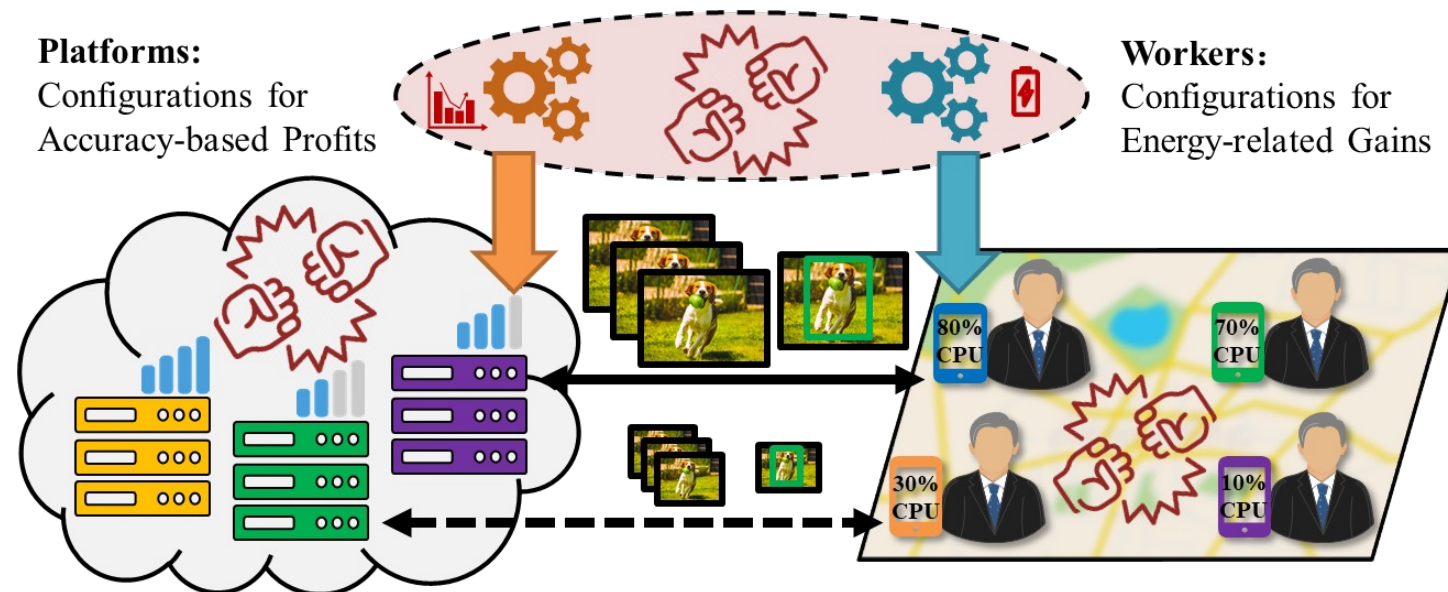 Platforms:
Configurations for
Accuracy-based Profits
Workers：
Configurations for
Energy-related Gains
80%
CPU
70%
CPU
30%
CPU
10%
CPU